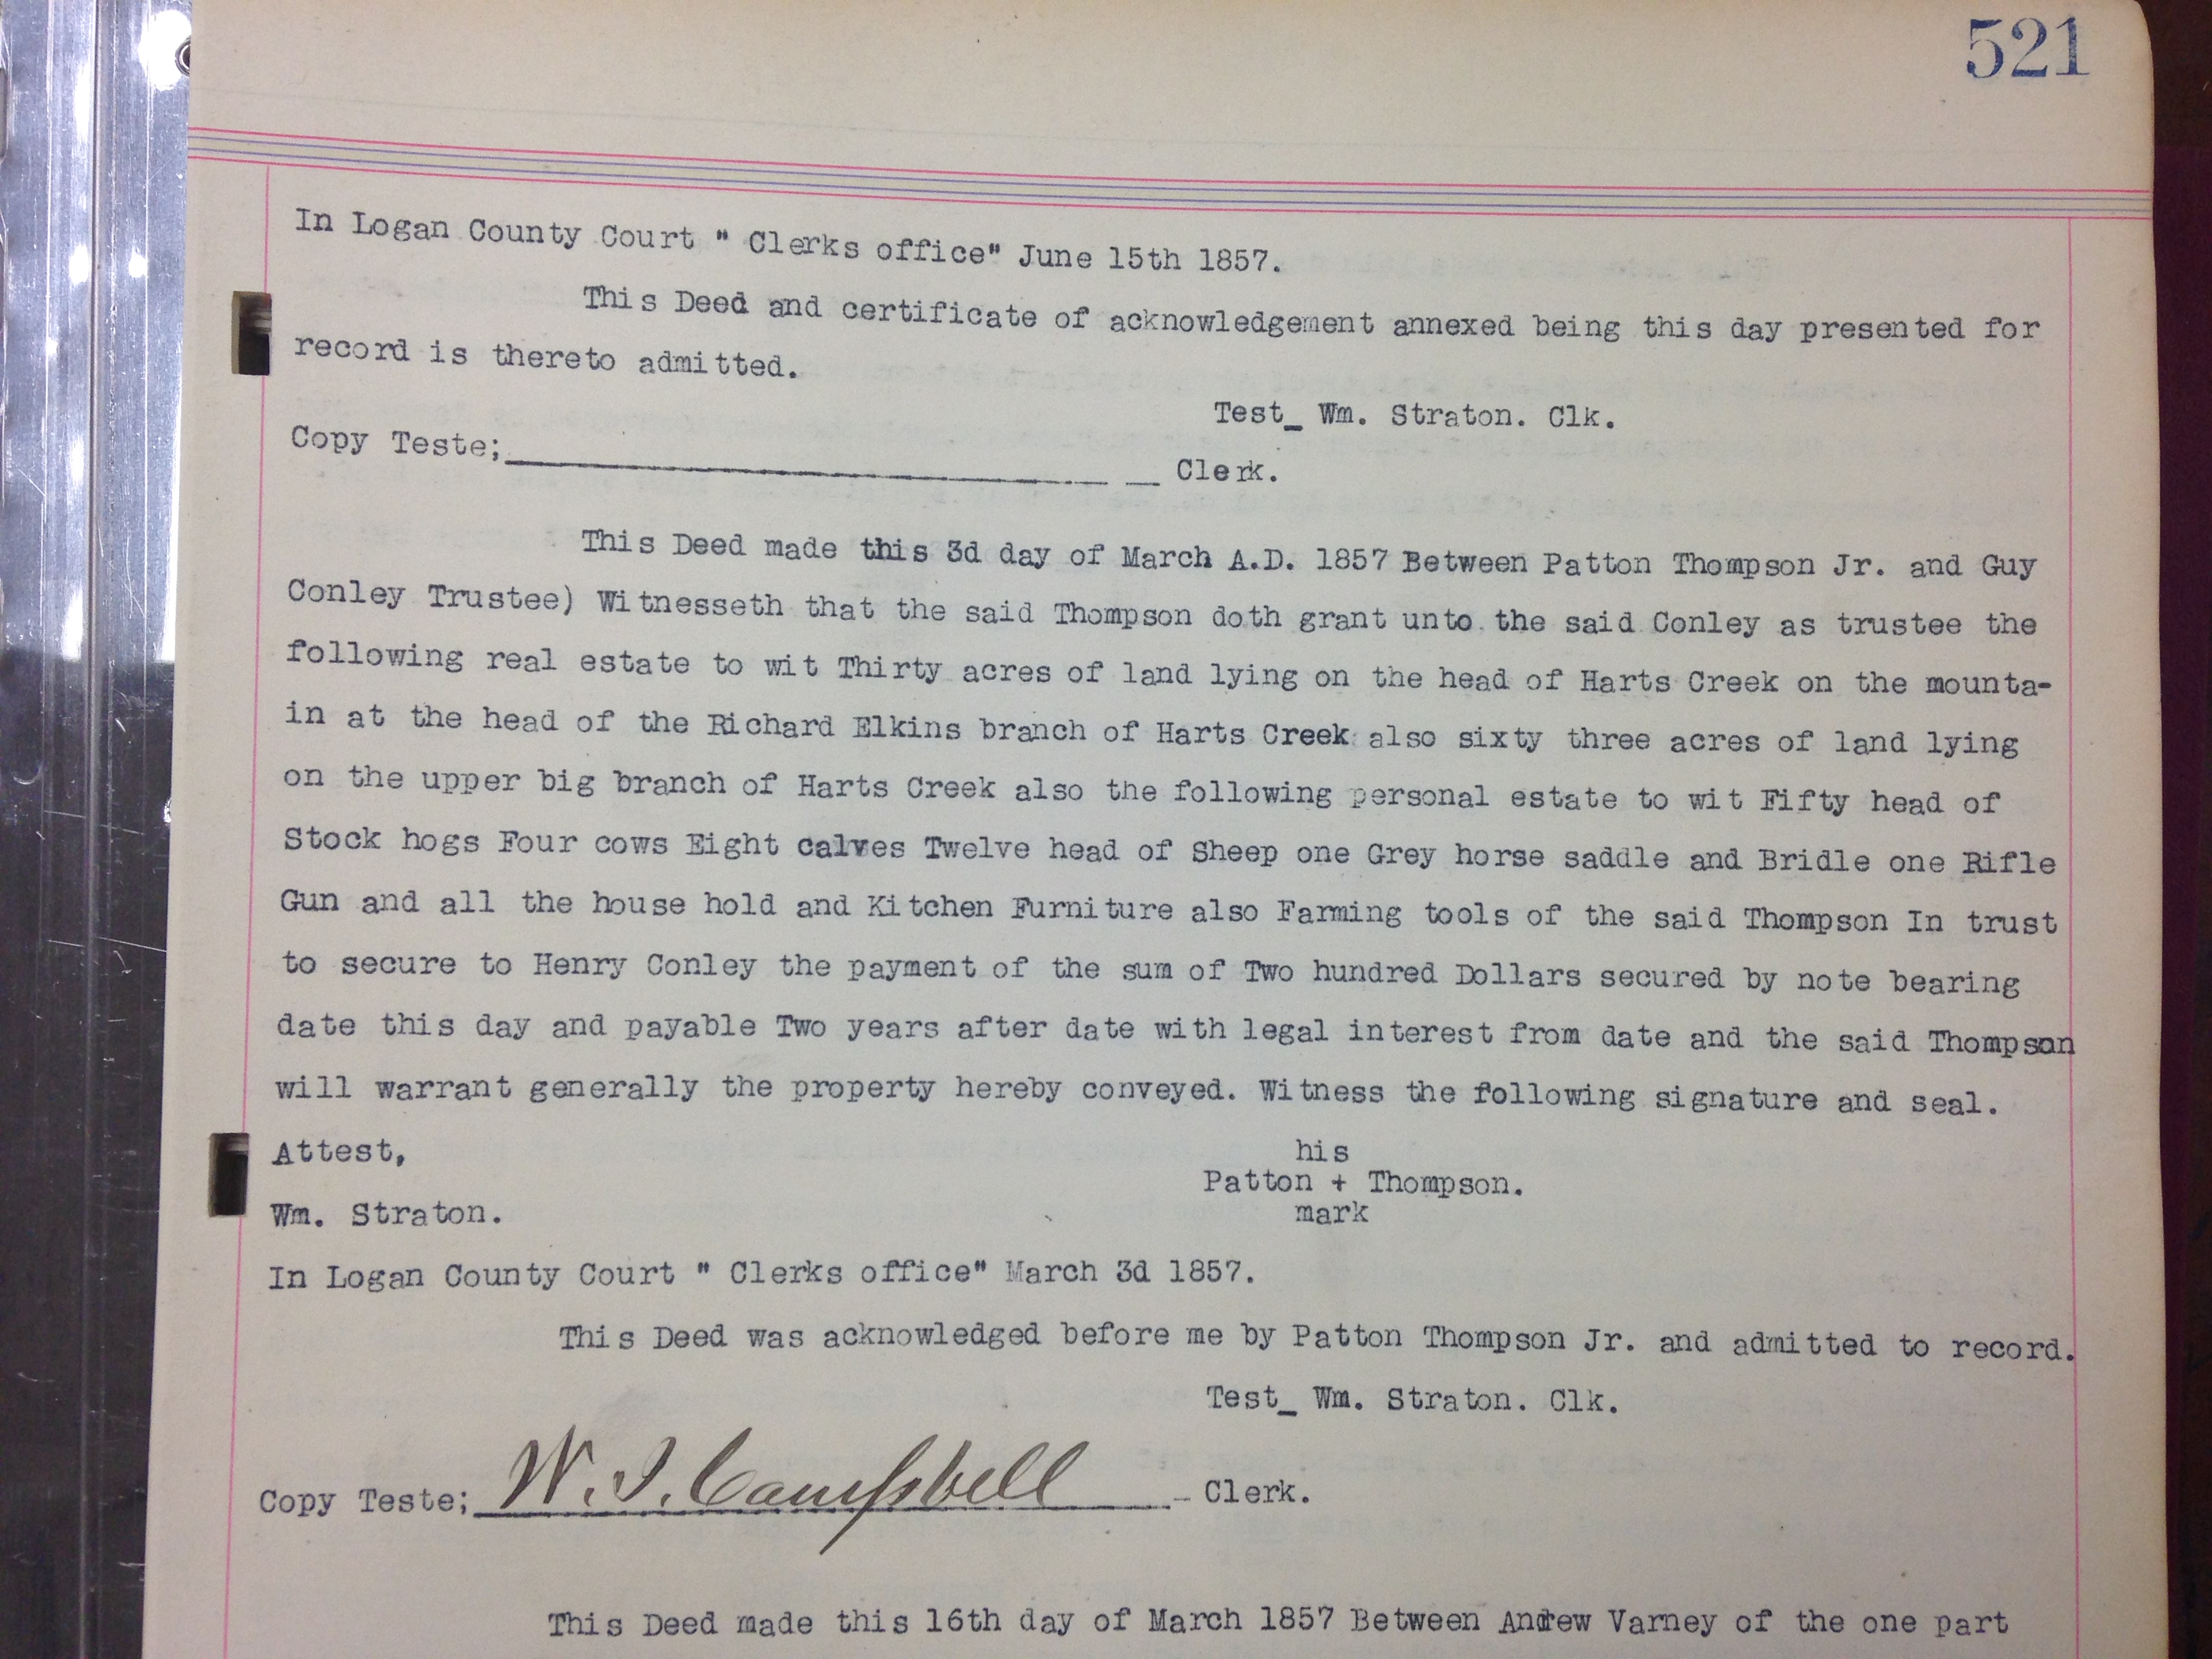 521
In Logan County Court " Clerks office" June 15th 1857.
This Deed and certificate of acknowledgement annexed being this day presented for
record is thereto admitted.
Test_ Wm. Straton. Clk.
Copy Teste;_____________ _ Clerk.
This Deed made this 3d day of March A.D. 1857 Between Patton Thompson Jr. and Guy
Conley Trustee) Witnesseth that the said Thompson doth grant unto the said Conley as trustee the
following real estate to wit Thirty acres of land lying on the head of Harts Creek on the mounta-
in at the head of the Richard Elkins branch of Harts Creek also sixty three acres of land lying
on the upper big branch of Harts Creek also the following personal estate to wit Fifty head of
Stock hogs Four cows Eight calves Twelve head of Sheep one Grey horse saddle and Bridle one Rifle
Gun and all the house hold and Kitchen Furniture also Farming tools of the said Thompson In trust
to secure to Henry Conley the payment of the sum of Two hundred Dollars secured by note bearing
date this day and payable Two years after date with legal interest from date and the said Thompson
will warrant generally the property hereby conveyed. Witness the following signature and seal.
Attest, his
Patton + Thompson.
Wm. Straton. mark
In Logan County Court " Clerks office" March 3d 1857.
This Deed was acknowledged before me by Patton Thompson Jr. and admitted to record.
Test_ Wm. Straton. Clk.
Copy Teste; W. I. Campbell Clerk.
This Deed made this 16th day of March 1857 Between Andrew Varney of the one part